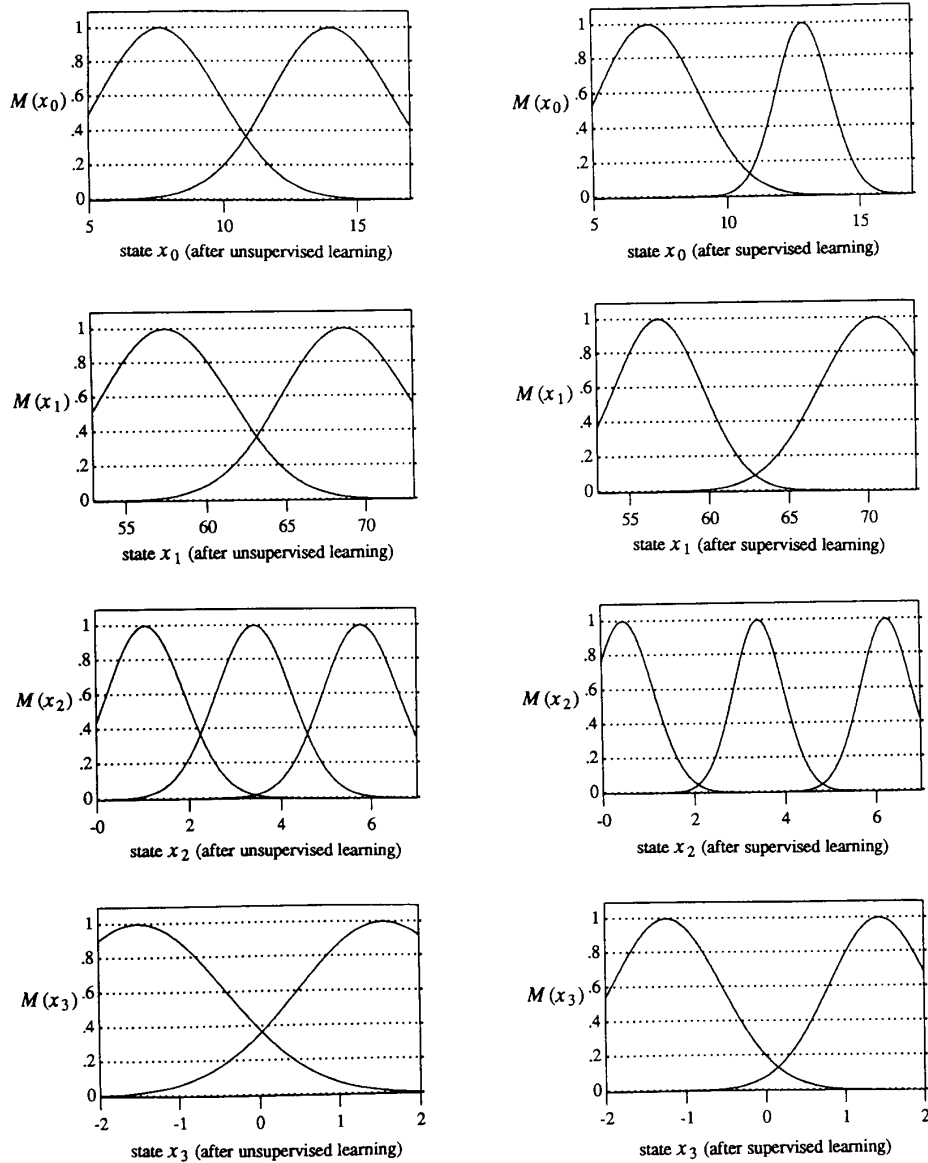 1
.8
M(x0) .6
.4
.2
0
5 10 15
state x0 (after unsupervised learning)
1
.8
M(x0) .6
.4
.2
0
5 10 15
state x0 (after supervised learning)
1
.8
M(x1) .6
.4
.2
0
55 60 65 70
state x1 (after unsupervised learning)
1
.8
M(x1) .6
.4
.2
0
55 60 65 70
state x1 (after supervised learning)
1
.8
M(x2) .6
.4
.2
0
-0 2 4 6
state x2 (after unsupervised learning)
1
.8
M(x2) .6
.4
.2
0
-0 2 4 6
state x2 (after supervised learning)
1
.8
M(x3) .6
.4
.2
0
-2 -1 0 1 2
state x3 (after unsupervised learning)
1
.8
M(x3) .6
.4
.2
0
-2 -1 0 1 2
state x3 (after supervised learning)